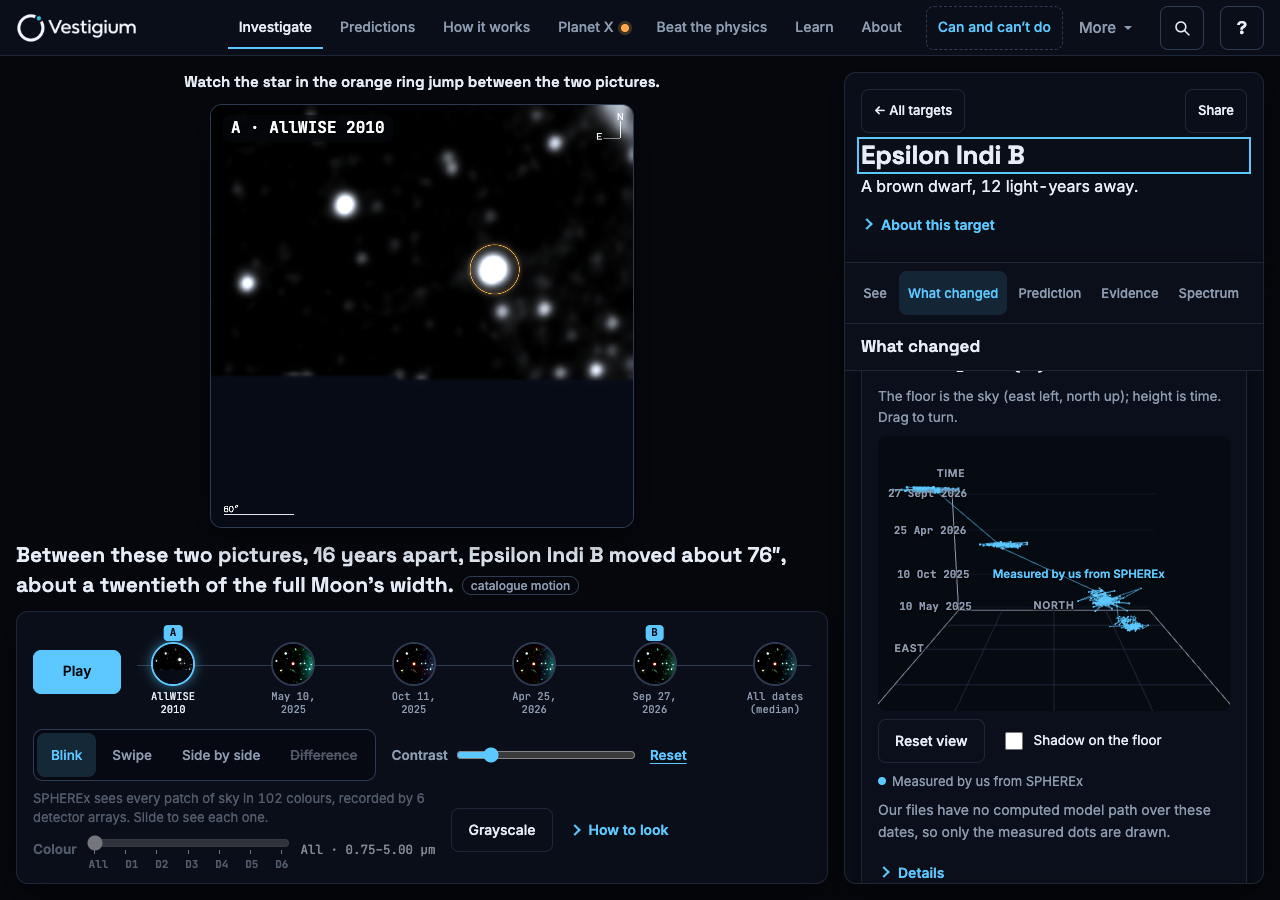 Vestigium
Investigate
Predictions
How it works
Planet X
Beat the physics
Learn
About
Can and can't do
More
?
Watch the star in the orange ring jump between the two pictures.
A · AllWISE 2010
N
E
60″
Between these two pictures, 16 years apart, Epsilon Indi B moved about 76″,
about a twentieth of the full Moon's width.
catalogue motion
Play
A
B
AllWISE
2010
May 10,
2025
Oct 11,
2025
Apr 25,
2026
Sep 27,
2026
All dates
(median)
Blink
Swipe
Side by side
Difference
Contrast
Reset
SPHEREx sees every patch of sky in 102 colours, recorded by 6
detector arrays. Slide to see each one.
Colour
All D1 D2 D3 D4 D5 D6
All · 0.75–5.00 µm
Grayscale
How to look
← All targets
Share
Epsilon Indi B
A brown dwarf, 12 light-years away.
About this target
See
What changed
Prediction
Evidence
Spectrum
What changed
The floor is the sky (east left, north up); height is time.
Drag to turn.
TIME
27 Sept 2026
25 Apr 2026
10 Oct 2025
Measured by us from SPHEREx
10 May 2025
NORTH
EAST
Reset view
Shadow on the floor
Measured by us from SPHEREx
Our files have no computed model path over these
dates, so only the measured dots are drawn.
Details